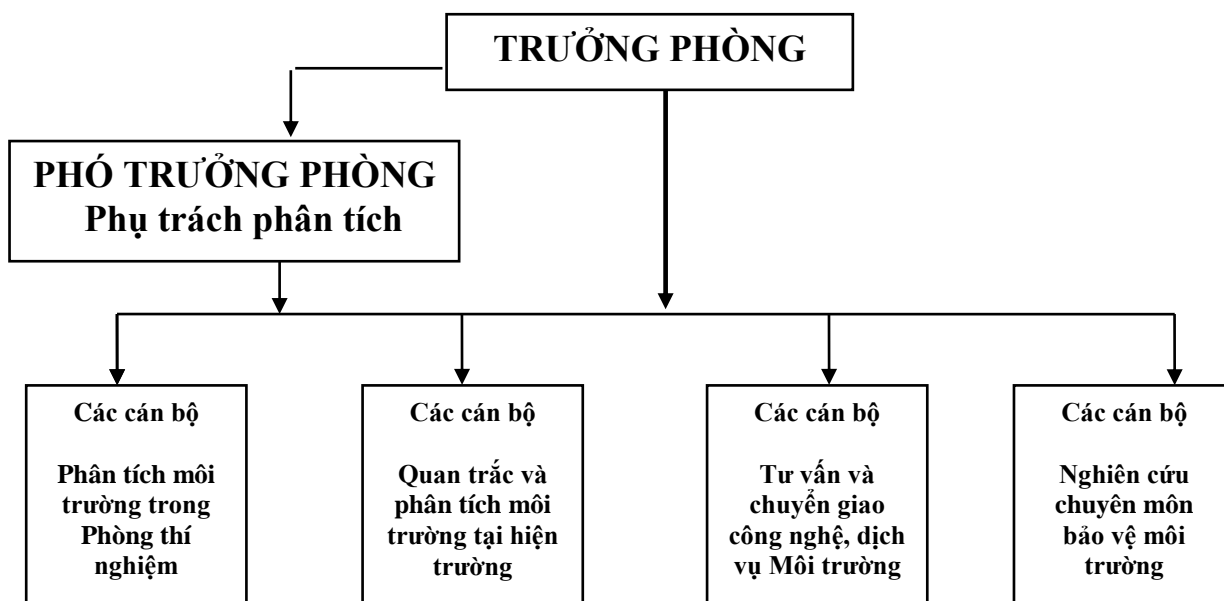 TRƯỞNG PHÒNG
PHÓ TRƯỞNG PHÒNG
Phụ trách phân tích
Các cán bộ
Phân tích môi
trường trong
Phòng thí
nghiệm
Các cán bộ
Quan trắc và
phân tích môi
trường tại hiện
trường
Các cán bộ
Tư vấn và
chuyển giao
công nghệ, dịch
vụ Môi trường
Các cán bộ
Nghiên cứu
chuyên môn
bảo vệ môi
trường